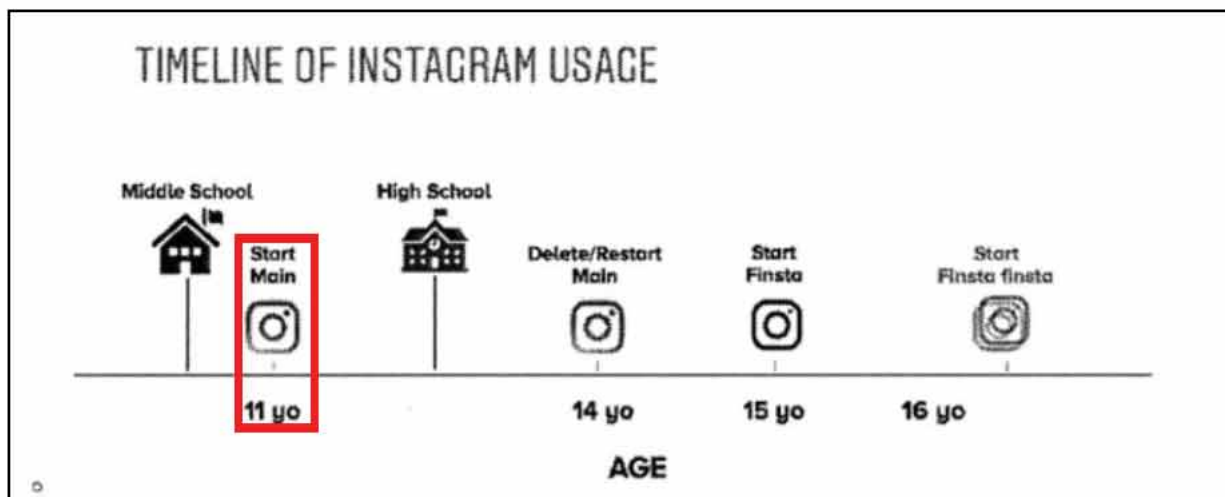 TIMELINE OF INSTAGRAM USAGE
Middle School
High School
Start
Main
Delete/Restart
Main
Start
Finsta
Start
Finsta finsta
11 yo
14 yo
15 yo
16 yo
AGE